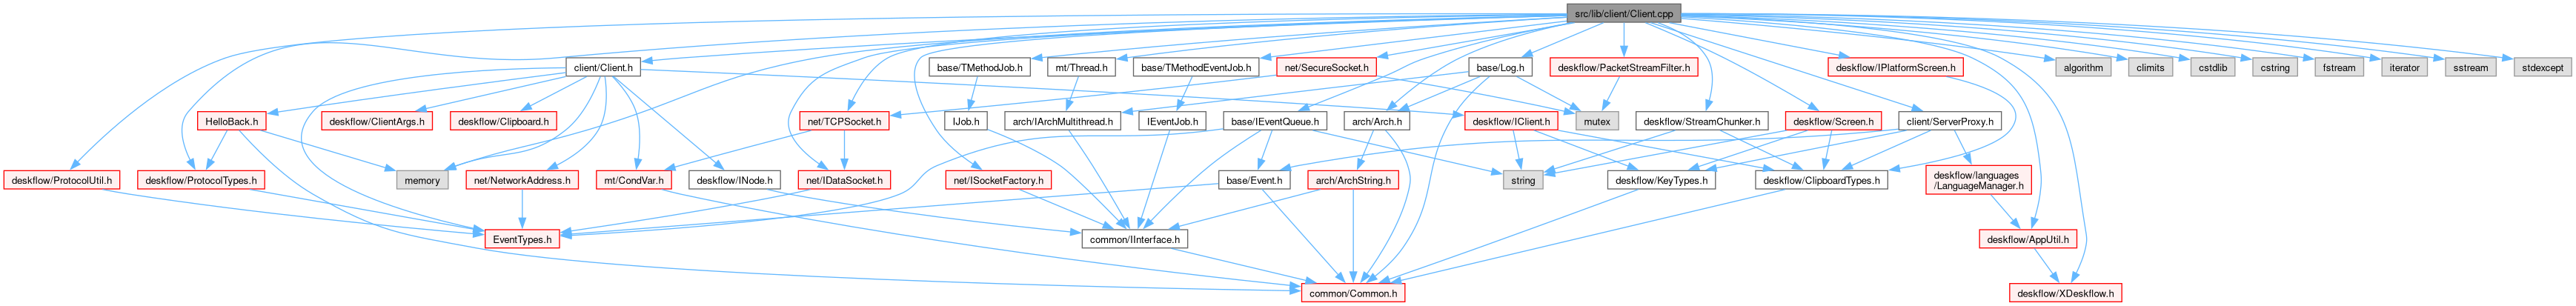 src/lib/client/Client.cpp
client/Client.h
base/TMethodJob.h
mt/Thread.h
base/TMethodEventJob.h
net/SecureSocket.h
base/Log.h
deskflow/PacketStreamFilter.h
deskflow/IPlatformScreen.h
algorithm
climits
cstdlib
cstring
fstream
iterator
sstream
stdexcept
HelloBack.h
deskflow/ClientArgs.h
deskflow/Clipboard.h
net/TCPSocket.h
IJob.h
arch/IArchMultithread.h
IEventJob.h
base/IEventQueue.h
arch/Arch.h
mutex
deskflow/IClient.h
deskflow/StreamChunker.h
deskflow/Screen.h
client/ServerProxy.h
deskflow/ProtocolUtil.h
deskflow/ProtocolTypes.h
memory
net/NetworkAddress.h
mt/CondVar.h
deskflow/INode.h
net/IDataSocket.h
net/ISocketFactory.h
base/Event.h
arch/ArchString.h
string
deskflow/KeyTypes.h
deskflow/ClipboardTypes.h
deskflow/languages
/LanguageManager.h
EventTypes.h
common/IInterface.h
deskflow/AppUtil.h
common/Common.h
deskflow/XDeskflow.h